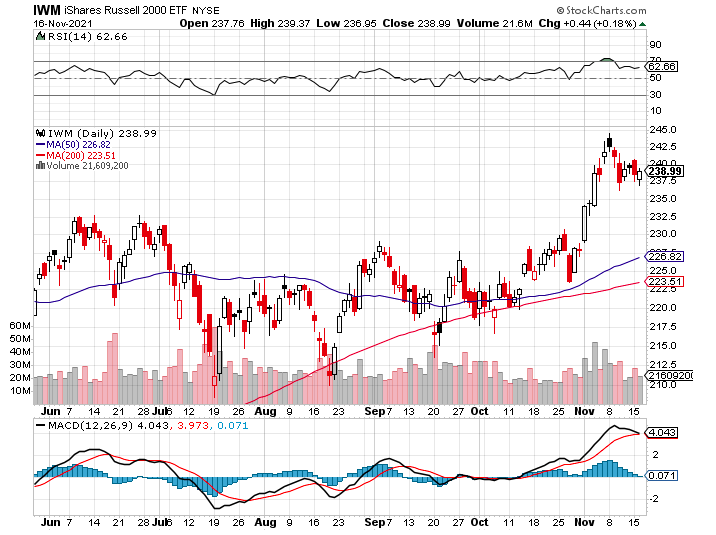 IWM iShares Russell 2000 ETF NYSE
© StockCharts.com
16-Nov-2021
Open 237.76 High 239.37 Low 236.95 Close 238.99 Volume 21.6M Chg +0.44 (+0.18%)
RSI(14) 62.66
90
70
62.66
50
30
10
IWM (Daily) 238.99
MA(50) 226.82
MA(200) 223.51
Volume 21,609,200
245.0
242.5
240.0
238.99
237.5
235.0
232.5
230.0
226.82
225.0
223.51
222.5
220.0
217.5
215.0
212.5
210.0
60M
50M
40M
30M
20M
10M
21609200
Jun 7 14 21 28 Jul 6 12 19 26 Aug 9 16 23 Sep 7 13 20 27 Oct 11 18 25 Nov 8 15
MACD(12,26,9) 4.043, 3.973, 0.071
4.043
2
0.071
-2
Jun 7 14 21 28 Jul 6 12 19 26 Aug 9 16 23 Sep 7 13 20 27 Oct 11 18 25 Nov 8 15